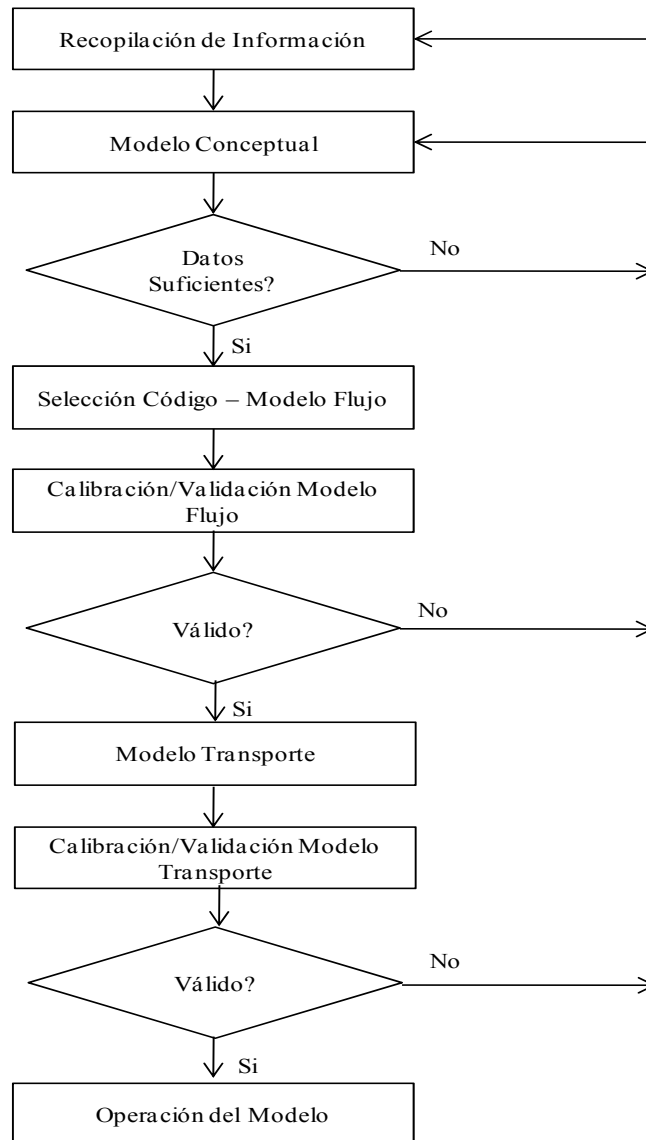 Recopilación de Información
Modelo Conceptual
Datos
Suficientes?
No
Si
Selección Código – Modelo Flujo
Calibración/Validación Modelo
Flujo
Válido?
No
Si
Modelo Transporte
Calibración/Validación Modelo
Transporte
Válido?
No
Si
Operación del Modelo